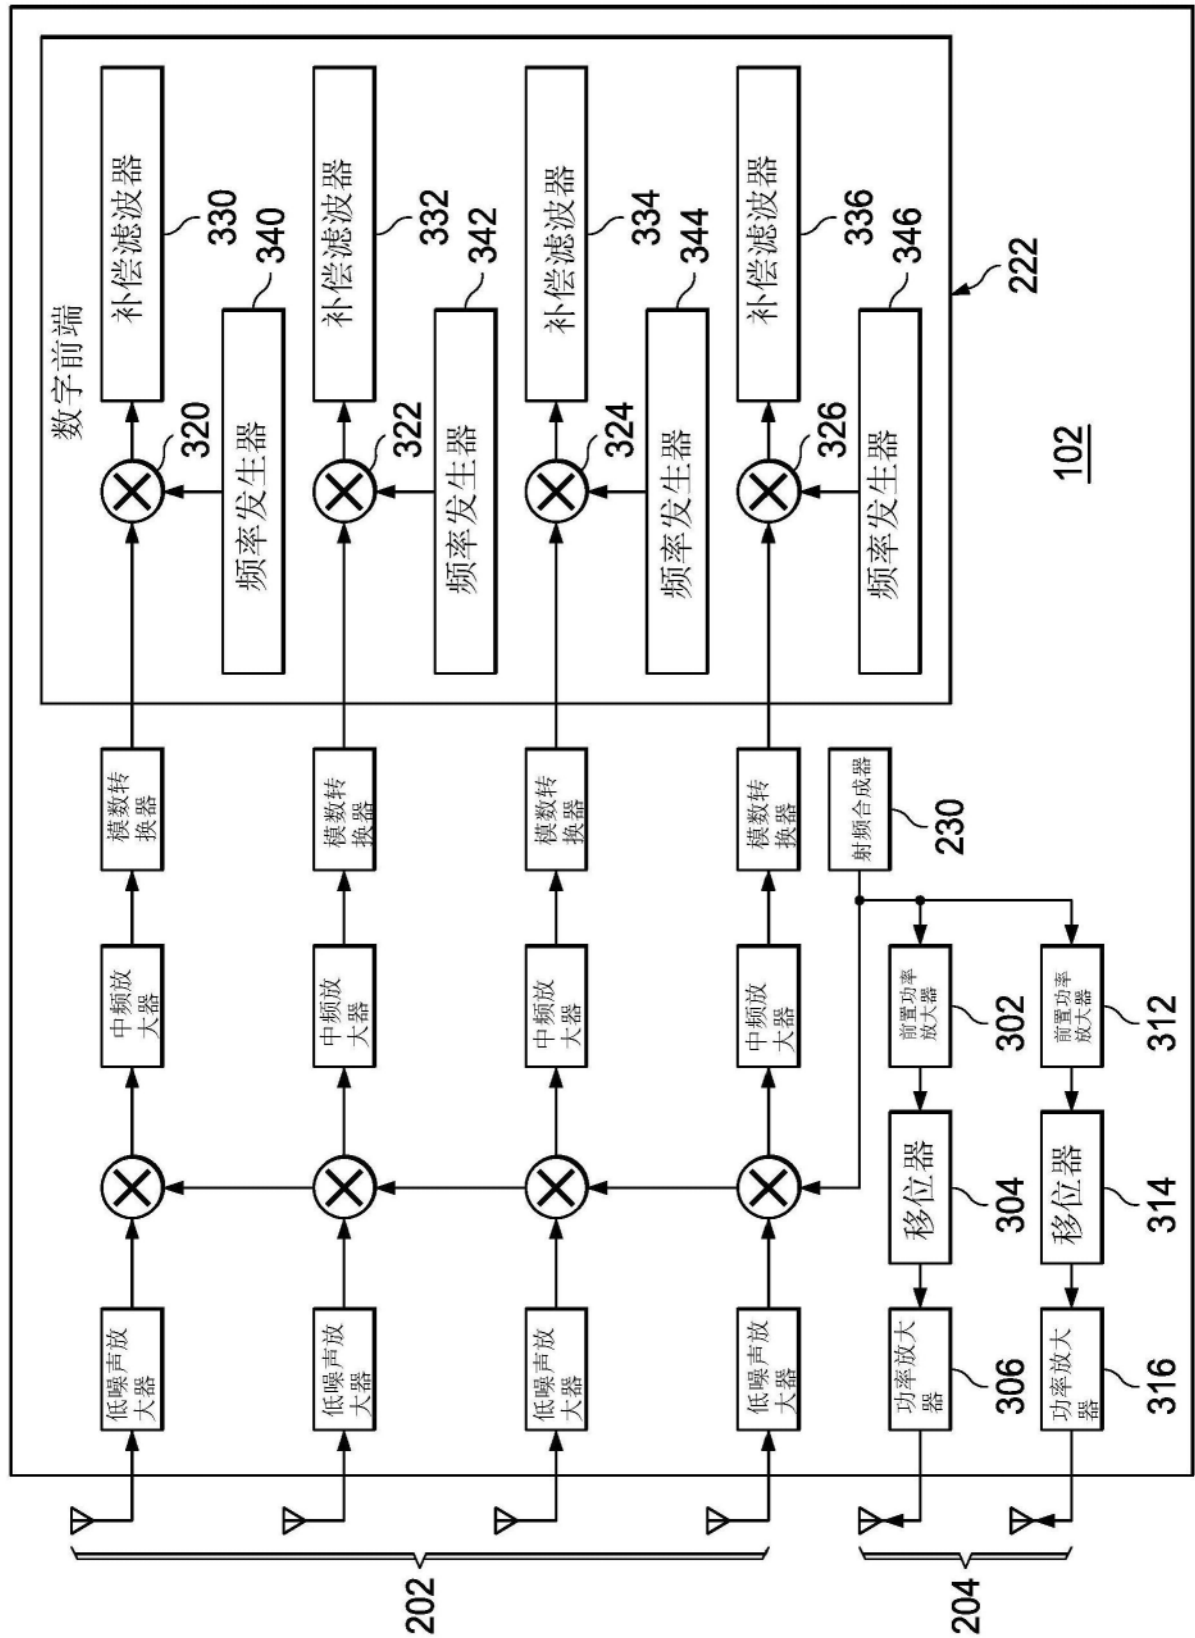 数字前端
低噪声放
大器
中频放
大器
模数转
换器
320
补偿滤波器
330
频率发生器
340
低噪声放
大器
中频放
大器
模数转
换器
322
补偿滤波器
332
频率发生器
342
202
低噪声放
大器
中频放
大器
模数转
换器
324
补偿滤波器
334
频率发生器
344
低噪声放
大器
中频放
大器
模数转
换器
326
补偿滤波器
336
射频合成器
230
频率发生器
346
222
功率放大
器
306
移位器
304
前置功率
放大器
302
204
功率放大
器
316
移位器
314
前置功率
放大器
312
102